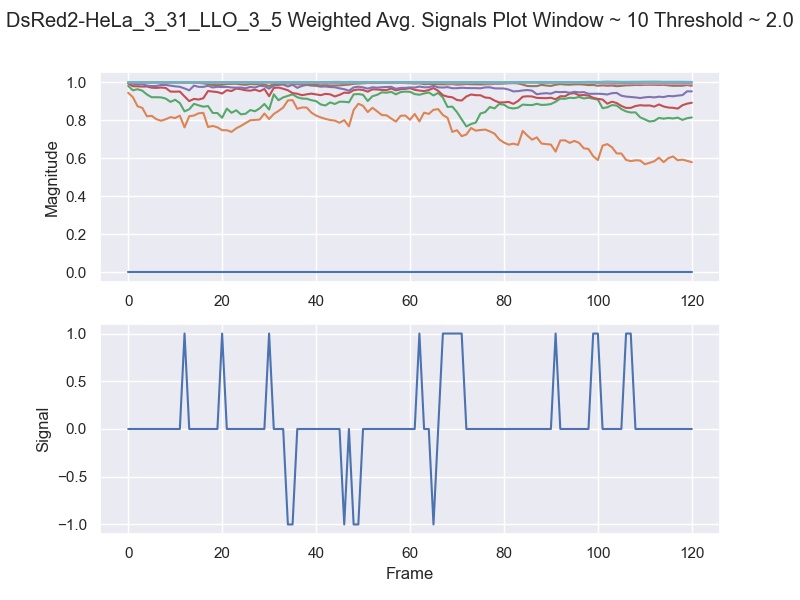 DsRed2-HeLa_3_31_LLO_3_5 Weighted Avg. Signals Plot Window ~ 10 Threshold ~ 2.0
1.0
0.8
0.6
0.4
0.2
0.0
Magnitude
0 20 40 60 80 100 120
1.0
0.5
0.0
−0.5
−1.0
Signal
0 20 40 60 80 100 120
Frame